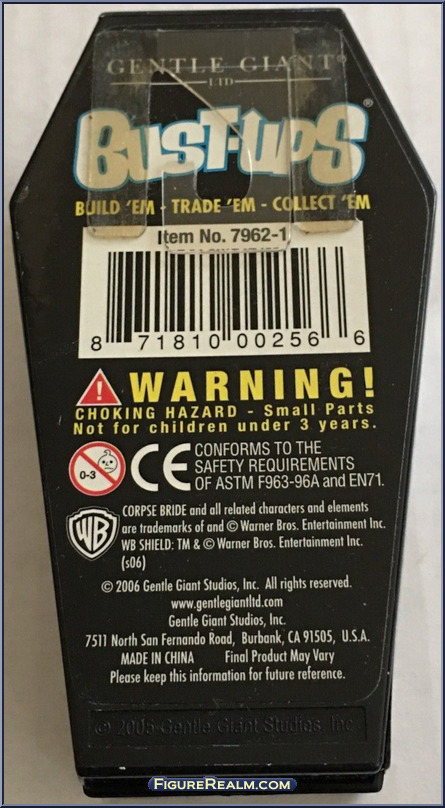 GENTLE GIANT®
LTD
BUST-UPS®
BUILD 'EM - TRADE 'EM - COLLECT 'EM
Item No. 7962-1
8 71810 00256 6
WARNING!
CHOKING HAZARD - Small Parts
Not for children under 3 years.
0-3
CE
CONFORMS TO THE
SAFETY REQUIREMENTS
OF ASTM F963-96A and EN71.
WB
CORPSE BRIDE and all related characters and elements
are trademarks of and © Warner Bros. Entertainment Inc.
WB SHIELD: TM & © Warner Bros. Entertainment Inc.
(s06)
© 2006 Gentle Giant Studios, Inc. All rights reserved.
www.gentlegiantltd.com
Gentle Giant Studios, Inc.
7511 North San Fernando Road, Burbank, CA 91505, U.S.A.
MADE IN CHINA Final Product May Vary
Please keep this information for future reference.
© 2005 Gentle Giant Studios, Inc.
FIGUREREALM.COM